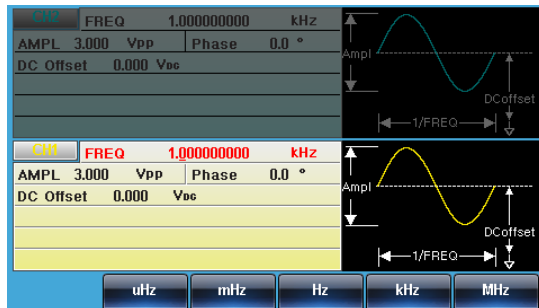 CH2 FREQ 1.000000000 kHz
AMPL 3.000 Vpp Phase 0.0 °
DC Offset 0.000 VDC
Ampl
DCoffset
1/FREQ
CH1 FREQ 1.000000000 kHz
AMPL 3.000 Vpp Phase 0.0 °
DC Offset 0.000 VDC
Ampl
DCoffset
1/FREQ
uHz mHz Hz kHz MHz